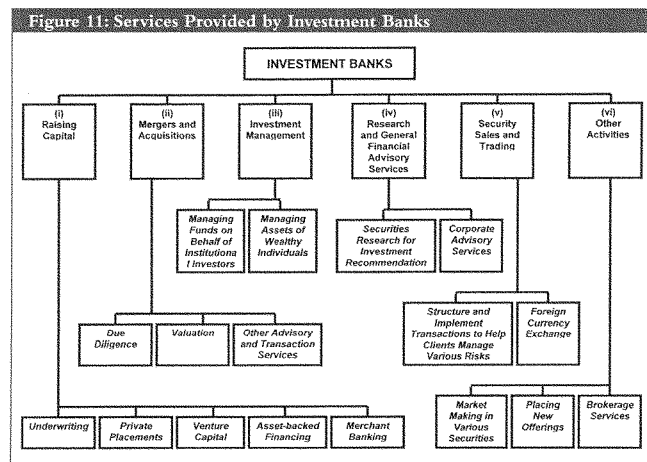 Figure 11: Services Provided by Investment Banks
INVESTMENT BANKS
(i)
Raising
Capital
(ii)
Mergers and
Acquisitions
(iii)
Investment
Management
(iv)
Research
and General
Financial
Advisory
Services
(v)
Security
Sales and
Trading
(vi)
Other
Activities
Managing
Funds on
Behalf of
Institutiona
l Investors
Managing
Assets of
Wealthy
Individuals
Securities
Research for
Investment
Recommendation
Corporate
Advisory
Services
Due
Diligence
Valuation
Other Advisory
and Transaction
Services
Structure and
Implement
Transactions to Help
Clients Manage
Various Risks
Foreign
Currency
Exchange
Underwriting
Private
Placements
Venture
Capital
Asset-backed
Financing
Merchant
Banking
Market
Making in
Various
Securities
Placing
New
Offerings
Brokerage
Services